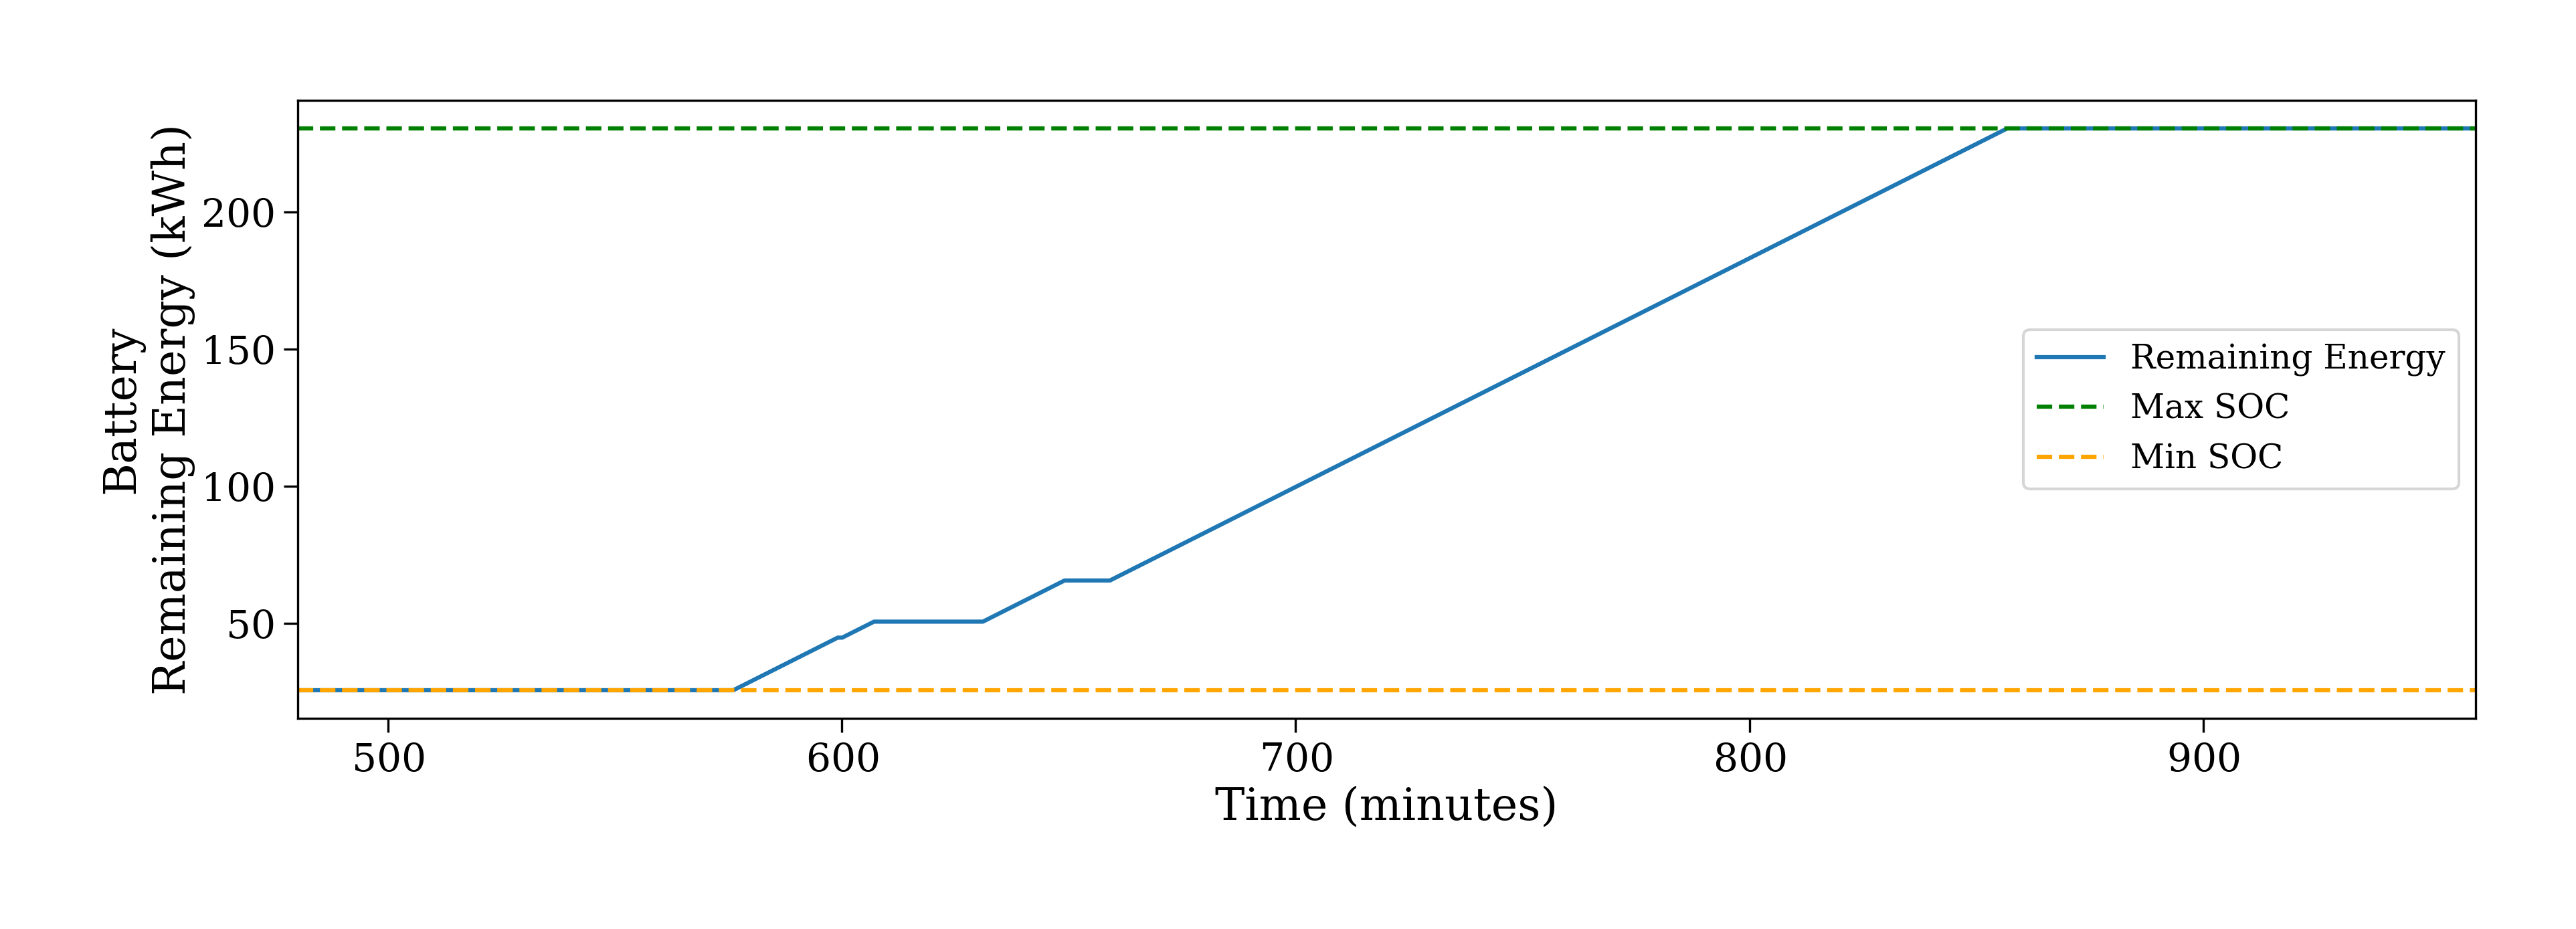 Battery
Remaining Energy (kWh)
200
150
100
50
500 600 700 800 900
Time (minutes)
Remaining Energy
Max SOC
Min SOC